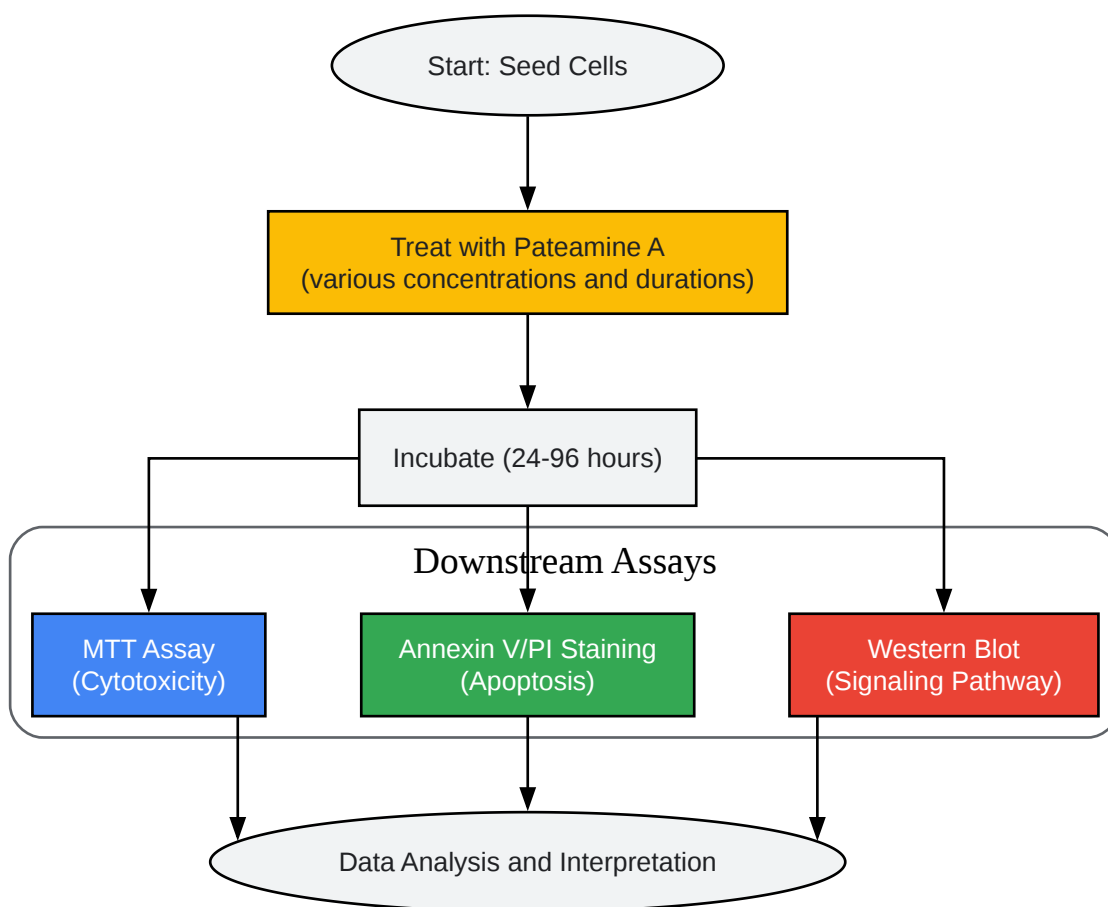 Start: Seed Cells
Treat with Pateamine A
(various concentrations and durations)
Incubate (24-96 hours)
Downstream Assays
MTT Assay
(Cytotoxicity)
Annexin V/PI Staining
(Apoptosis)
Western Blot
(Signaling Pathway)
Data Analysis and Interpretation